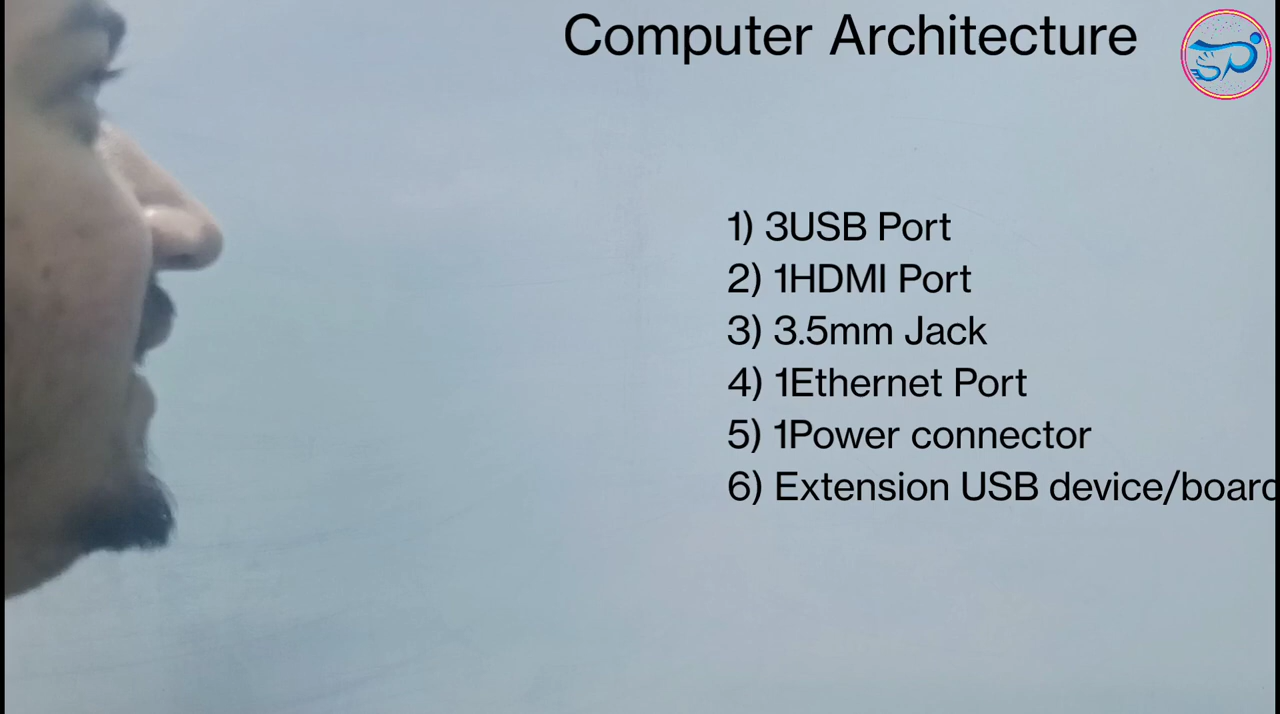 Computer Architecture
1) 3USB Port
2) 1HDMI Port
3) 3.5mm Jack
4) 1Ethernet Port
5) 1Power connector
6) Extension USB device/board